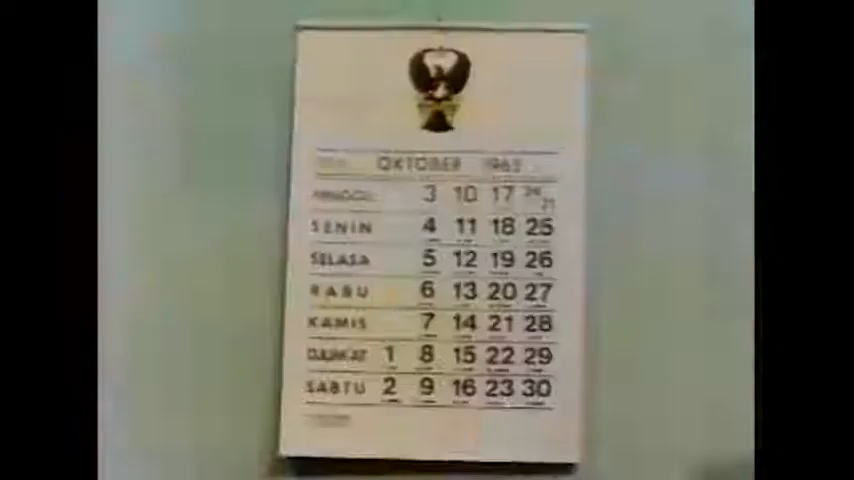 OKTOBER 1965
MINGGU 3 10 17 24 31
SENIN 4 11 18 25
SELASA 5 12 19 26
RABU 6 13 20 27
KAMIS 7 14 21 28
DJUM'AT 1 8 15 22 29
SABTU 2 9 16 23 30